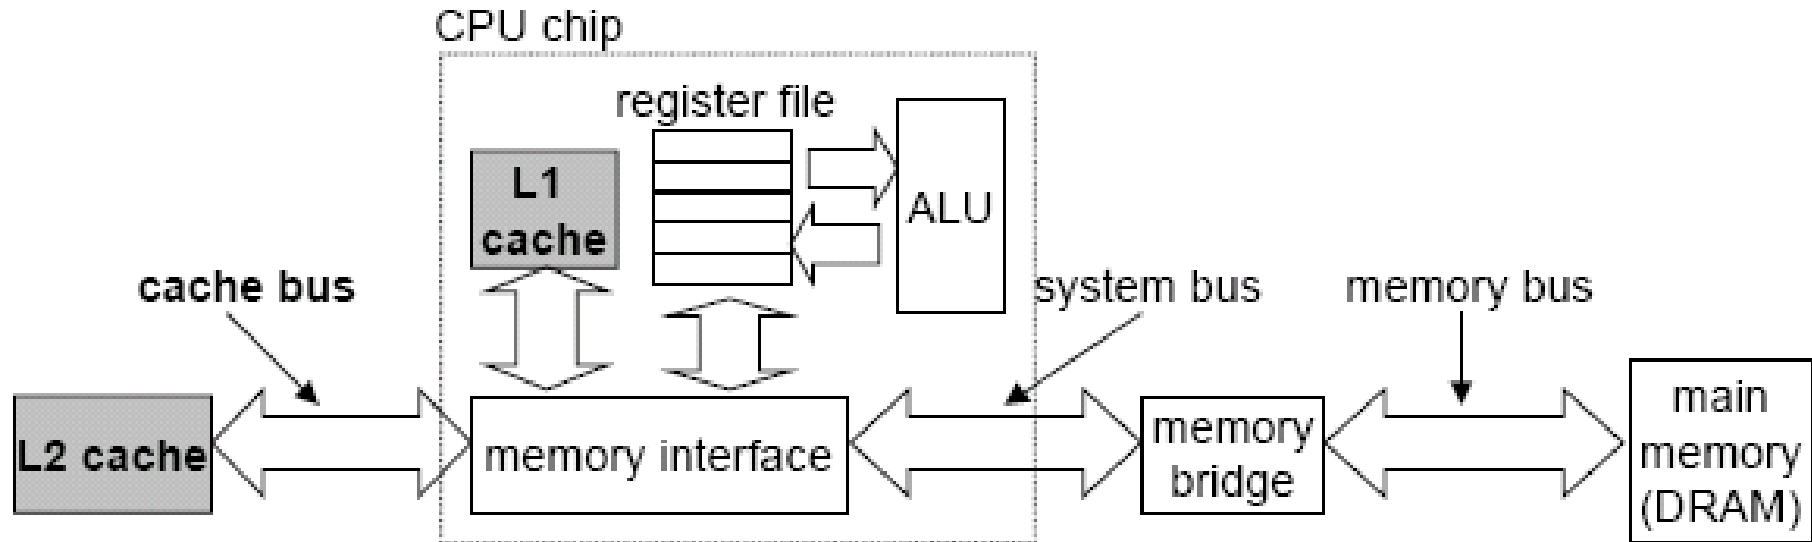 CPU chip
register file
L1
cache
ALU
cache bus
system bus
memory bus
L2 cache
memory interface
memory
bridge
main
memory
(DRAM)